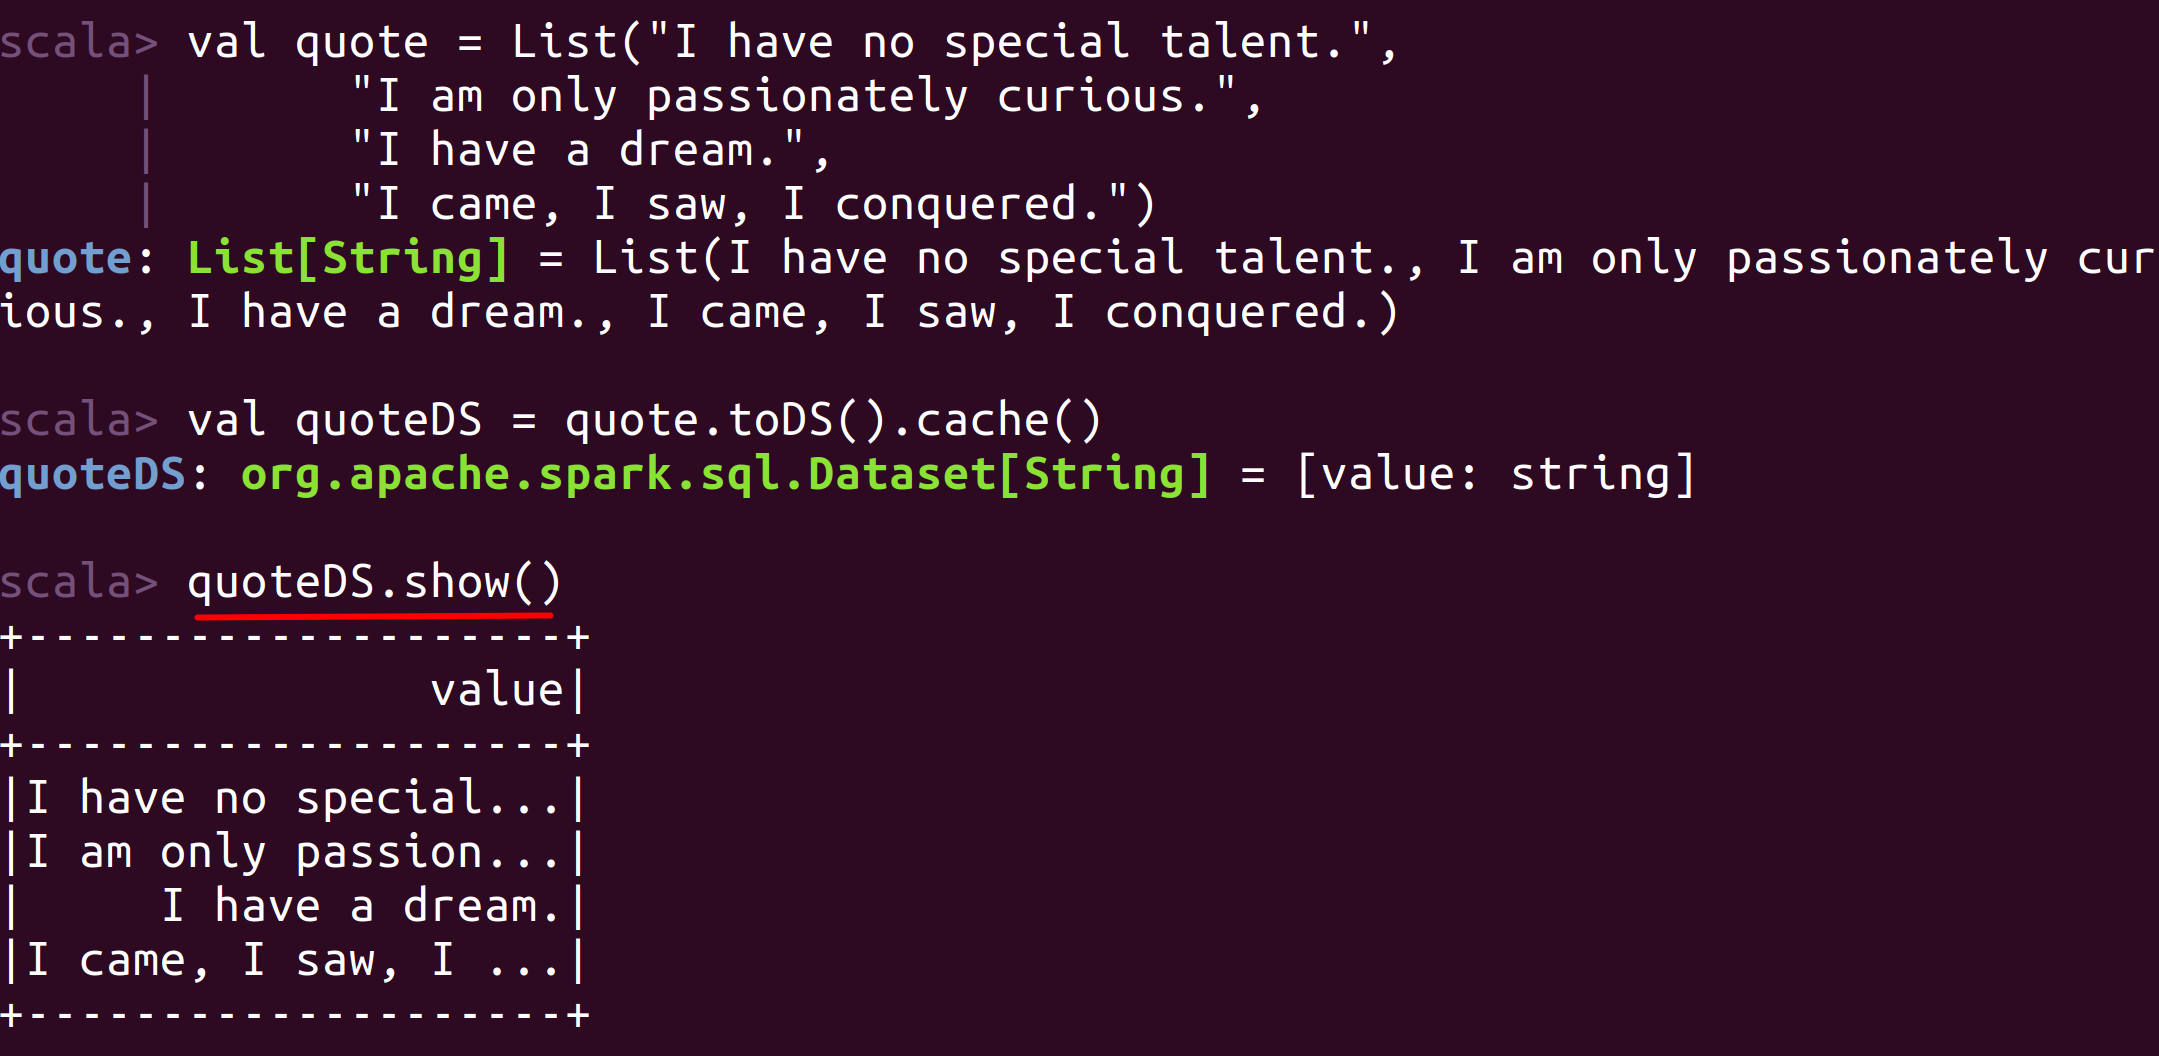 scala> val quote = List("I have no special talent.",
     |       "I am only passionately curious.",
     |       "I have a dream.",
     |       "I came, I saw, I conquered.")
quote: List[String] = List(I have no special talent., I am only passionately cur
ious., I have a dream., I came, I saw, I conquered.)
scala> val quoteDS = quote.toDS().cache()
quoteDS: org.apache.spark.sql.Dataset[String] = [value: string]
scala> quoteDS.show()
+--------------------+
|               value|
+--------------------+
|I have no special...|
|I am only passion...|
|     I have a dream.|
|I came, I saw, I ...|
+--------------------+